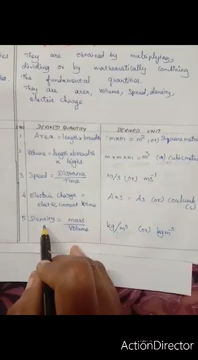 They are obtained by multiplying,
dividing or by mathematically combining
the fundamental quantities.
They are area, volume, speed, density,
electric charge
DERIVED QUANTITY DERIVED UNIT
Area = length x breadth m x m = m² (or) square metre
2 Volume = length x breadth x height m x m x m = m³ (or) cubic metre
3 Speed = Distance / Time m/s (or) ms⁻¹
4 Electric charge = electric current x time A x s = As (or) coulomb (C)
5 Density = mass / volume kg/m³ (or) kgm⁻³
ActionDirector